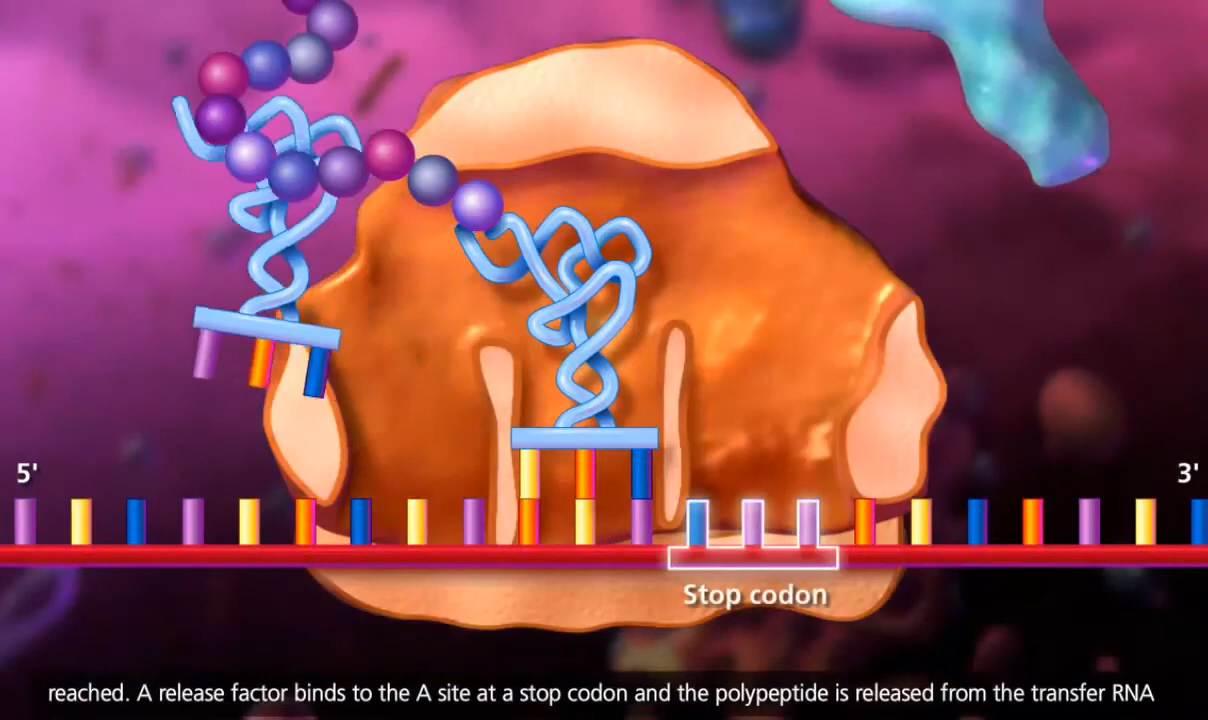 5'
3'
Stop codon
reached. A release factor binds to the A site at a stop codon and the polypeptide is released from the transfer RNA